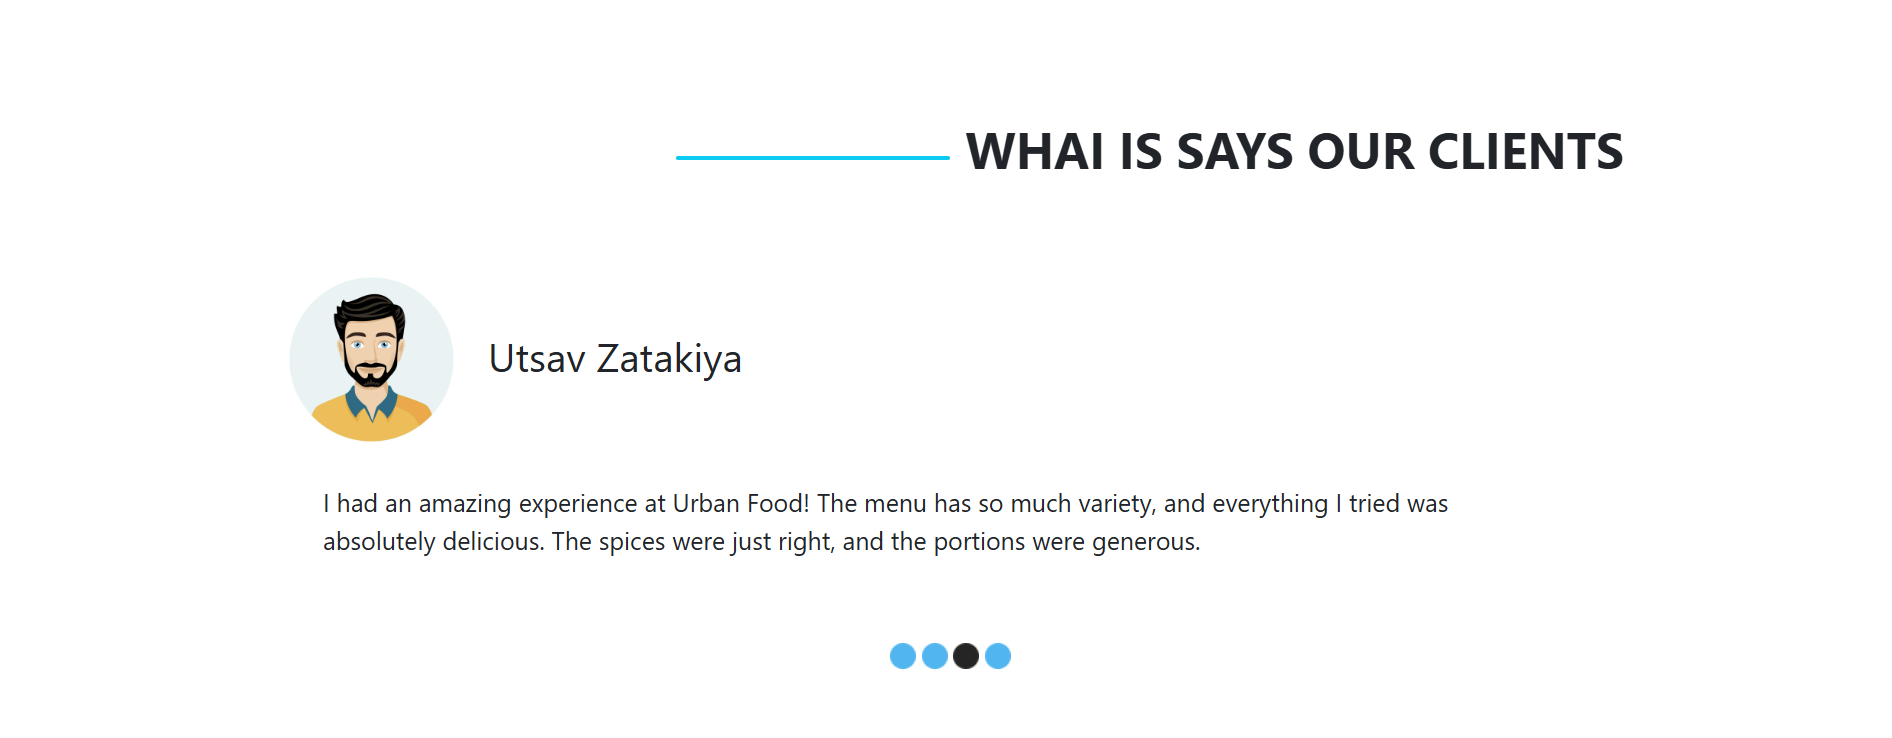 WHAI IS SAYS OUR CLIENTS
Utsav Zatakiya
I had an amazing experience at Urban Food! The menu has so much variety, and everything I tried was
absolutely delicious. The spices were just right, and the portions were generous.